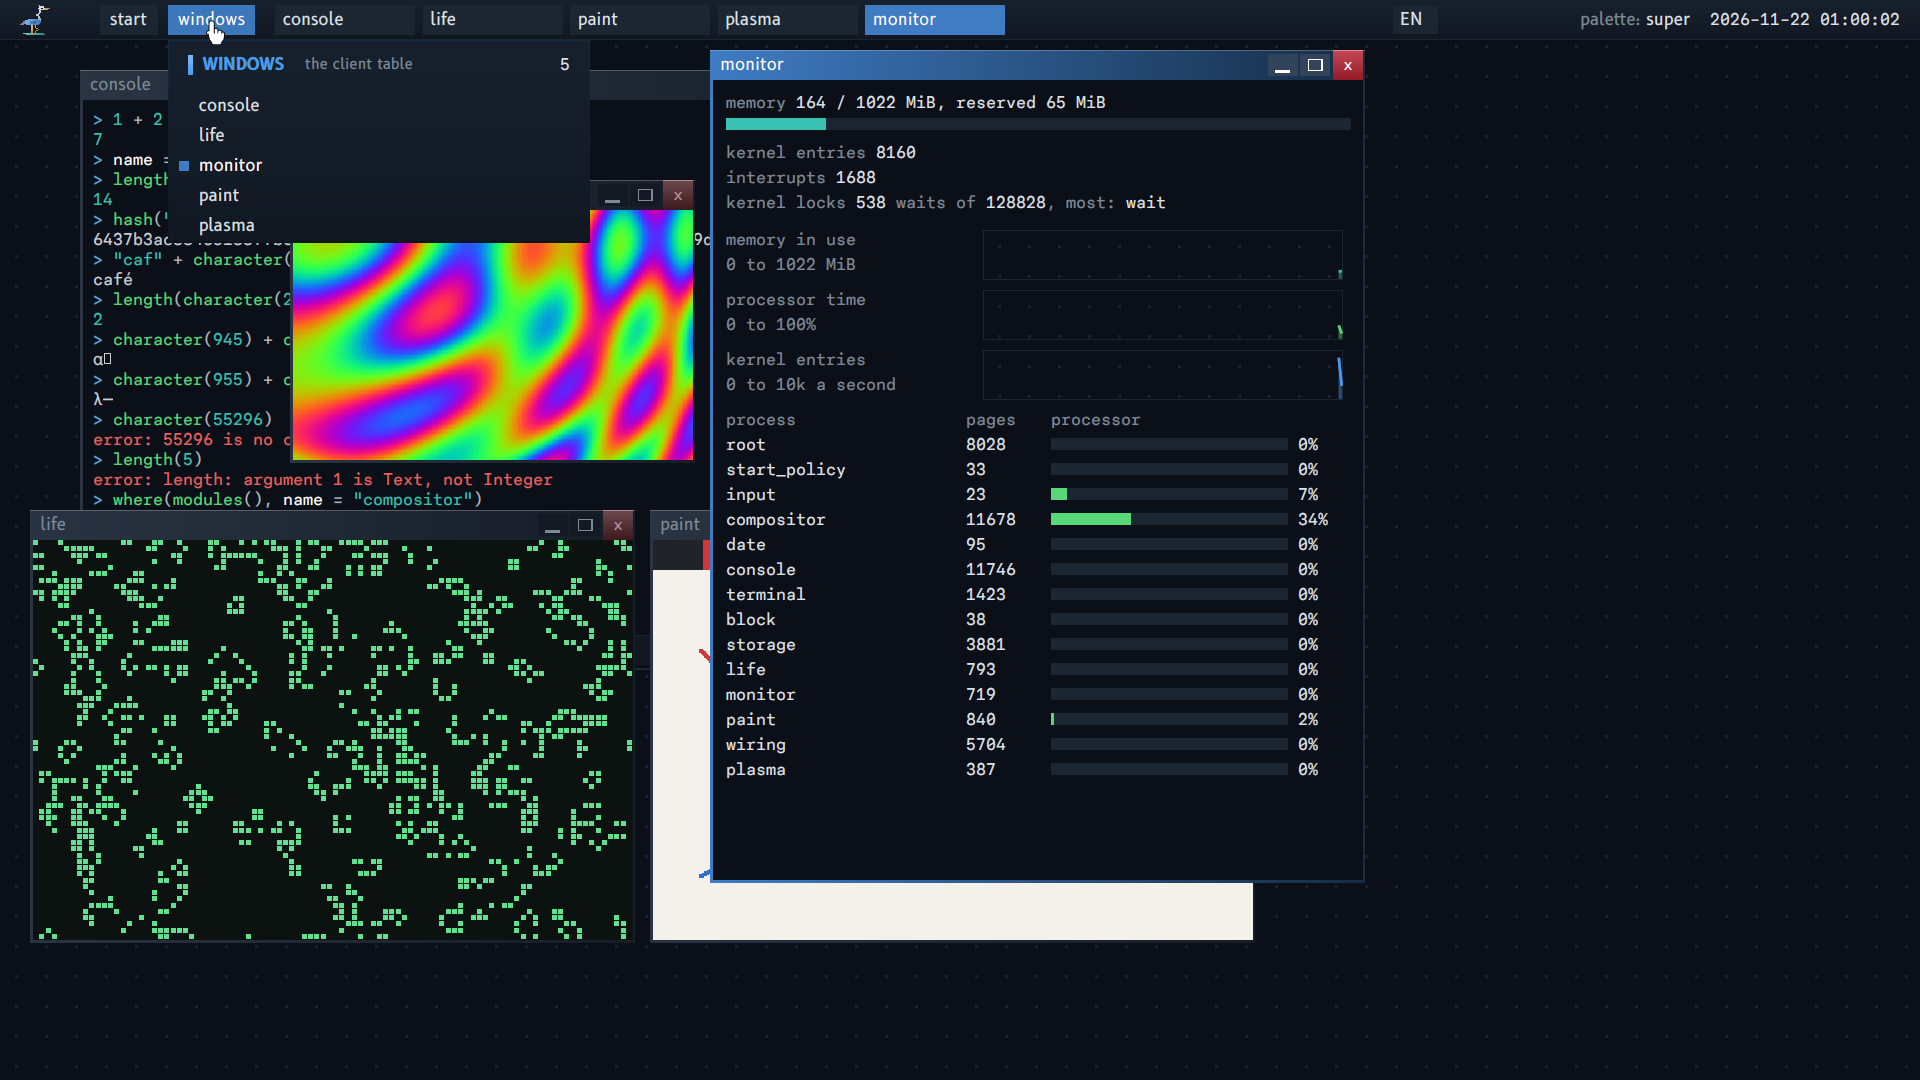 start windows console life paint plasma monitor EN palette: super 2026-11-22 01:00:02
WINDOWS the client table 5
console
life
monitor
paint
plasma
console
> 1 + 2
7
> name =
> length
14
> hash("
> "caf" + character(
café
> length(character(2
2
> character(945) + c
α
> character(955) + c
λ—
> character(55296)
error: 55296 is no c
> length(5)
error: length: argument 1 is Text, not Integer
> where(modules(), name = "compositor")
x
life x
paint
monitor x
memory 164 / 1022 MiB, reserved 65 MiB
kernel entries 8160
interrupts 1688
kernel locks 538 waits of 128828, most: wait
memory in use
0 to 1022 MiB
processor time
0 to 100%
kernel entries
0 to 10k a second
process pages processor
root 8028 0%
start_policy 33 0%
input 23 7%
compositor 11678 34%
date 95 0%
console 11746 0%
terminal 1423 0%
block 38 0%
storage 3881 0%
life 793 0%
monitor 719 0%
paint 840 2%
wiring 5704 0%
plasma 387 0%